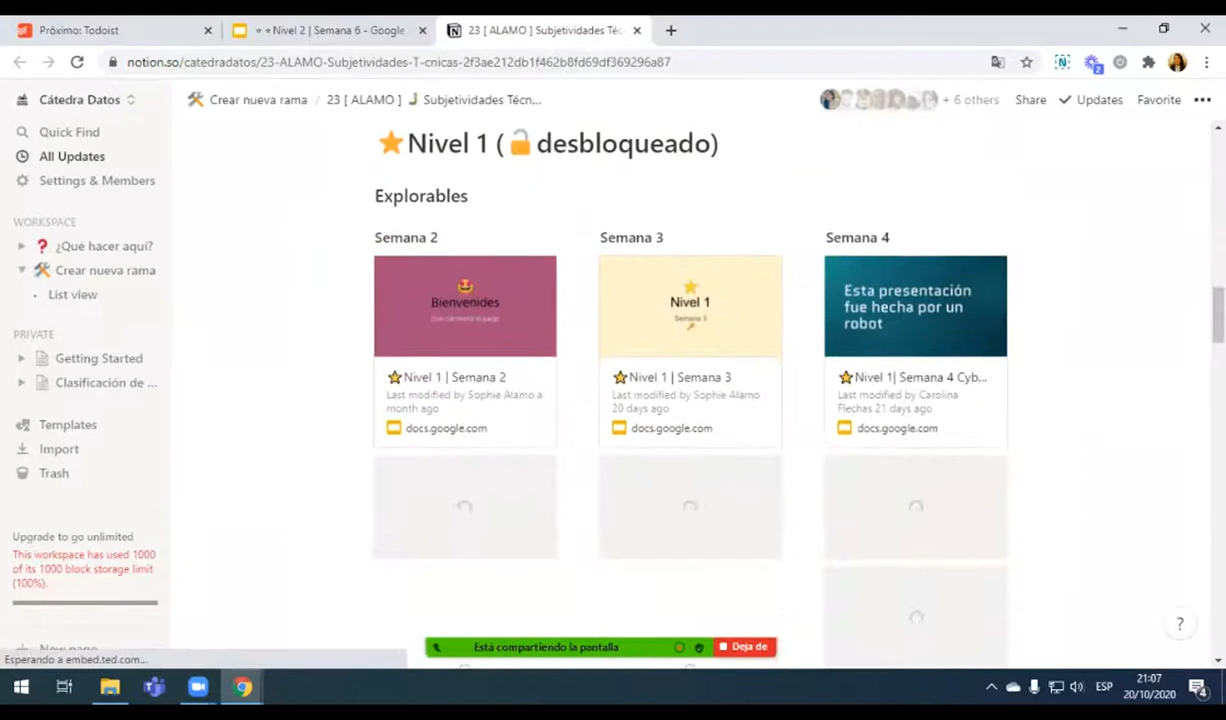 Próximo: Todoist
Nivel 2 | Semana 6 - Google
23 [ ALAMO ] Subjetividades Téc
notion.so/catedradatos/23-ALAMO-Subjetividades-T-cnicas-2f3ae212db1f462b8fd69df369296a87
Cátedra Datos
Crear nueva rama / 23 [ ALAMO ] Subjetividades Técn...
+ 6 others Share Updates Favorite
Quick Find
All Updates
Settings & Members
WORKSPACE
¿Qué hacer aquí?
Crear nueva rama
List view
PRIVATE
Getting Started
Clasificación de ...
Templates
Import
Trash
Upgrade to go unlimited
This workspace has used 1000
of its 1000 block storage limit
(100%).
New page
Esperando a embed.ted.com...
Nivel 1 ( desbloqueado)
Explorables
Semana 2
Bienvenides
Nivel 1 | Semana 2
Last modified by Sophie Alamo a
month ago
docs.google.com
Semana 3
Nivel 1
Semana 3
Nivel 1 | Semana 3
Last modified by Sophie Alamo
20 days ago
docs.google.com
Semana 4
Esta presentación
fue hecha por un
robot
Nivel 1| Semana 4 Cyb...
Last modified by Carolina
Flechas 21 days ago
docs.google.com
?
Está compartiendo la pantalla
Deja de
ESP
21:07
20/10/2020
4